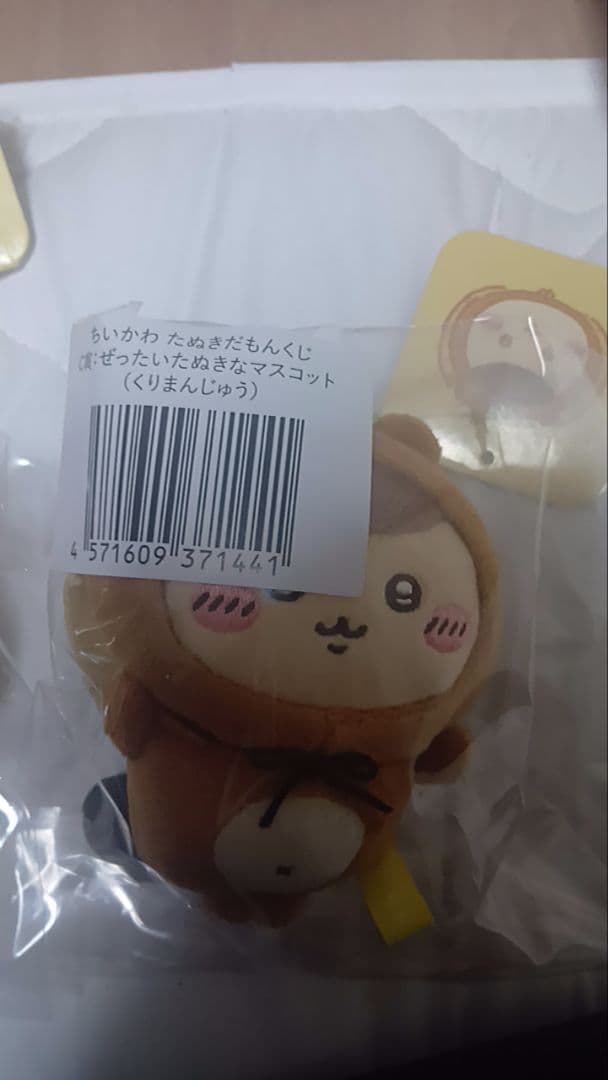 ちいかわ たぬきだもんくじ
C賞:ぜったいたぬきなマスコット
(くりまんじゅう)
4 571609 371441